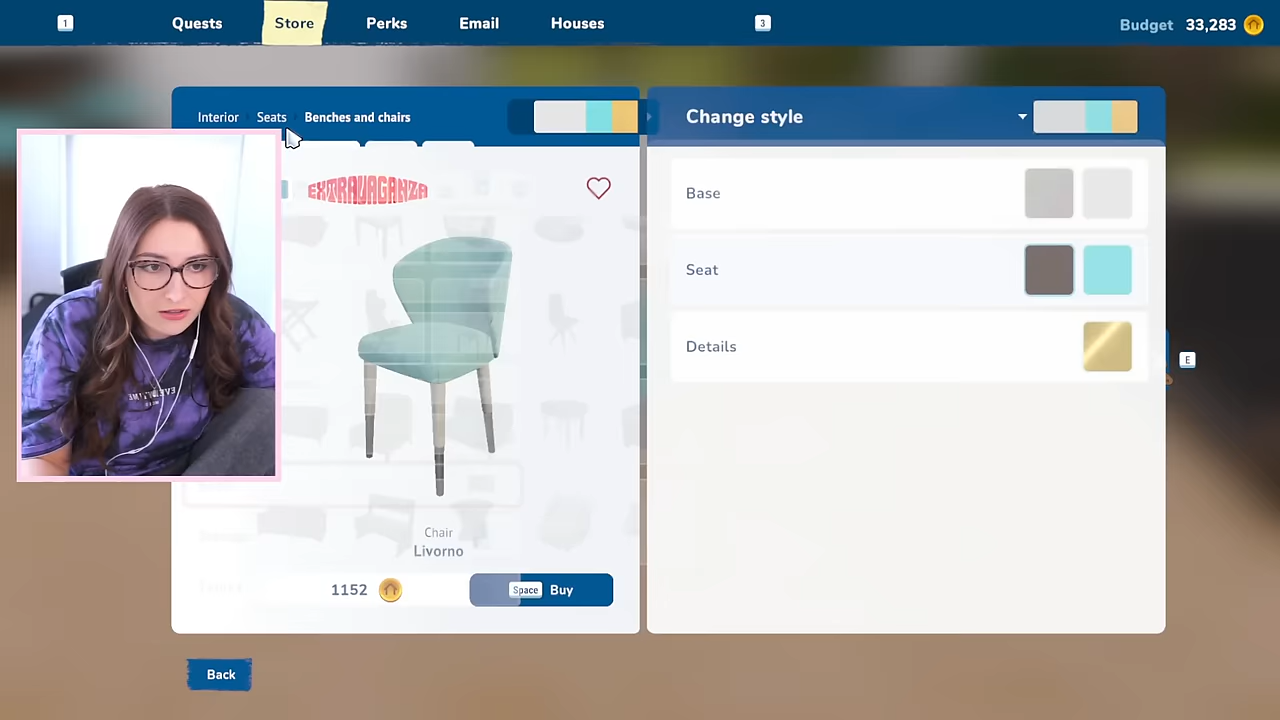 1 Quests Store Perks Email Houses 3 Budget 33,283
Interior Seats Benches and chairs
EXTRAVAGANZA
Chair
Livorno
1152 Space Buy
Back
Change style
Base
Seat
Details
E